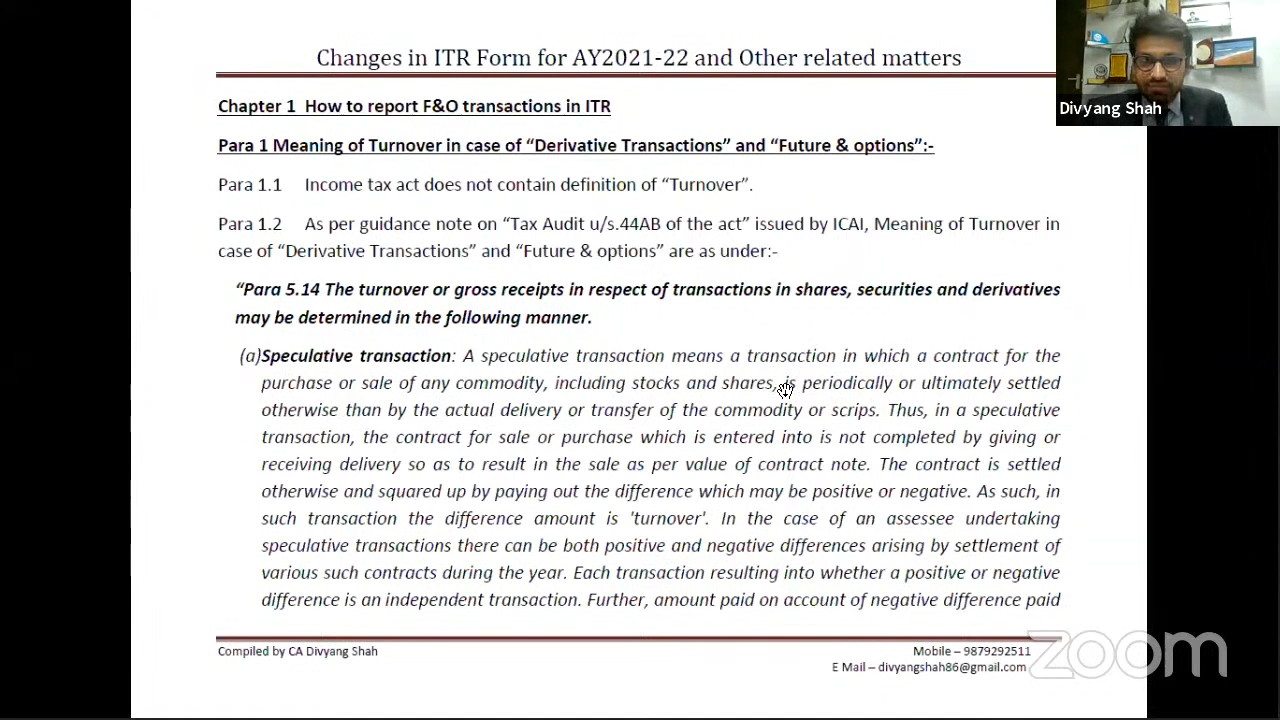 Changes in ITR Form for AY2021-22 and Other related matters
Divyang Shah
Chapter 1 How to report F&O transactions in ITR
Para 1 Meaning of Turnover in case of “Derivative Transactions” and “Future & options”:-
Para 1.1 Income tax act does not contain definition of “Turnover”.
Para 1.2 As per guidance note on “Tax Audit u/s.44AB of the act” issued by ICAI, Meaning of Turnover in
case of “Derivative Transactions” and “Future & options” are as under:-
“Para 5.14 The turnover or gross receipts in respect of transactions in shares, securities and derivatives
may be determined in the following manner.
(a)Speculative transaction: A speculative transaction means a transaction in which a contract for the
purchase or sale of any commodity, including stocks and shares, is periodically or ultimately settled
otherwise than by the actual delivery or transfer of the commodity or scrips. Thus, in a speculative
transaction, the contract for sale or purchase which is entered into is not completed by giving or
receiving delivery so as to result in the sale as per value of contract note. The contract is settled
otherwise and squared up by paying out the difference which may be positive or negative. As such, in
such transaction the difference amount is 'turnover'. In the case of an assessee undertaking
speculative transactions there can be both positive and negative differences arising by settlement of
various such contracts during the year. Each transaction resulting into whether a positive or negative
difference is an independent transaction. Further, amount paid on account of negative difference paid
Compiled by CA Divyang Shah
Mobile – 9879292511
E Mail – divyangshah86@gmail.com
zoom